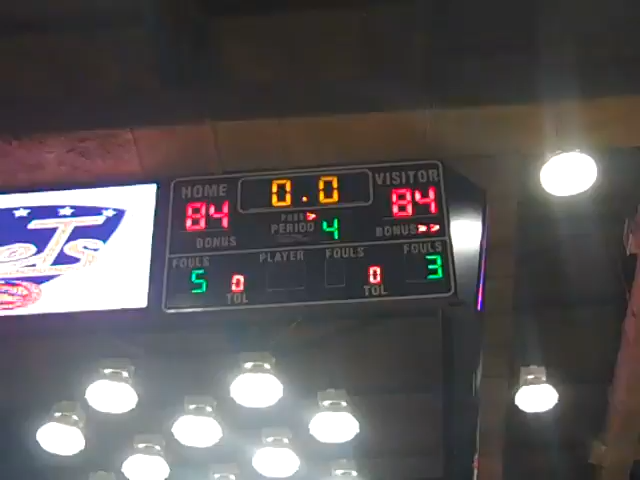 HOME 0.0 VISITOR
84 84
POSS
PERIOD 4
BONUS BONUS
FOULS PLAYER FOULS FOULS
5 0 0 3
TOL TOL